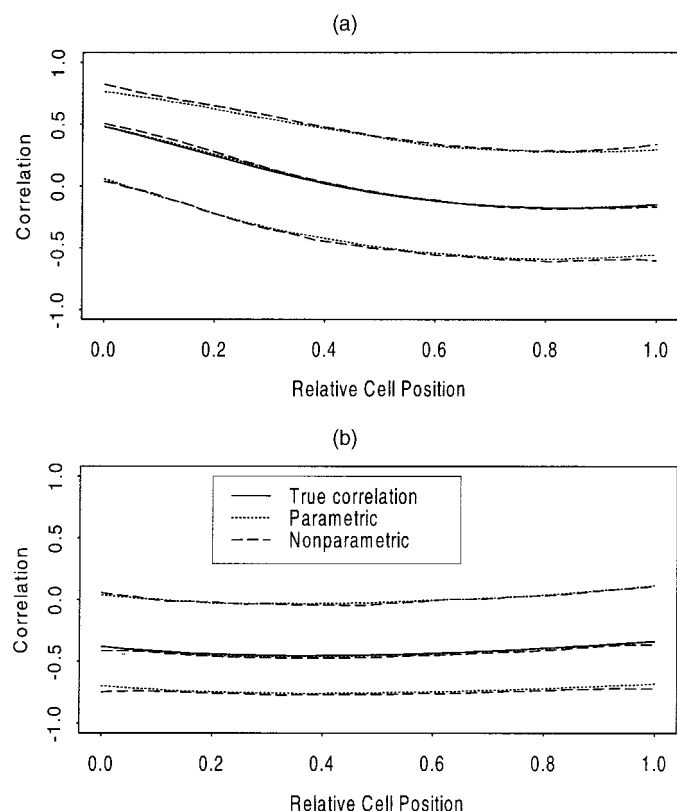 (a)
Correlation
1.0
0.5
0.0
-0.5
-1.0
0.0 0.2 0.4 0.6 0.8 1.0
Relative Cell Position
(b)
Correlation
1.0
0.5
0.0
-0.5
-1.0
True correlation
Parametric
Nonparametric
0.0 0.2 0.4 0.6 0.8 1.0
Relative Cell Position